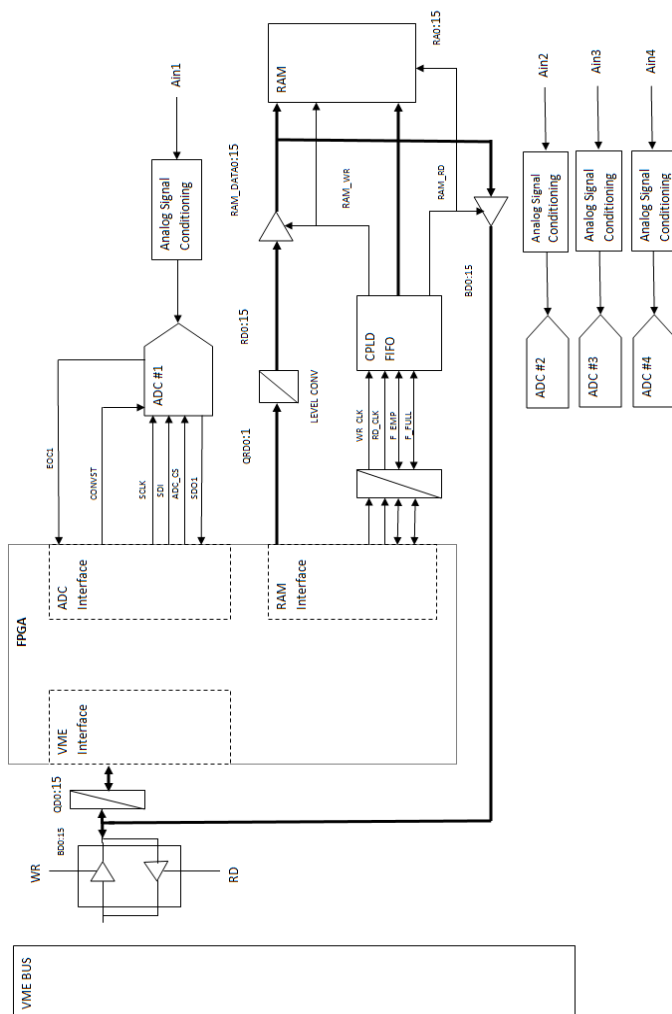 VME BUS
WR
BD0:15
QD0:15
RD
FPGA
VME
Interface
ADC
Interface
EOC1
CONVST
SCLK
SDI
ADC_CS
SDO1
ADC #1
Analog Signal
Conditioning
Ain1
RAM
Interface
QRD0:1
LEVEL CONV
RD0:15
RAM_DATA0:15
RAM
RAM_WR
WR_CLK
RD_CLK
F_EMP
F_FULL
CPLD
FIFO
RAM_RD
RA0:15
BD0:15
ADC #2
Analog Signal
Conditioning
Ain2
ADC #3
Analog Signal
Conditioning
Ain3
ADC #4
Analog Signal
Conditioning
Ain4